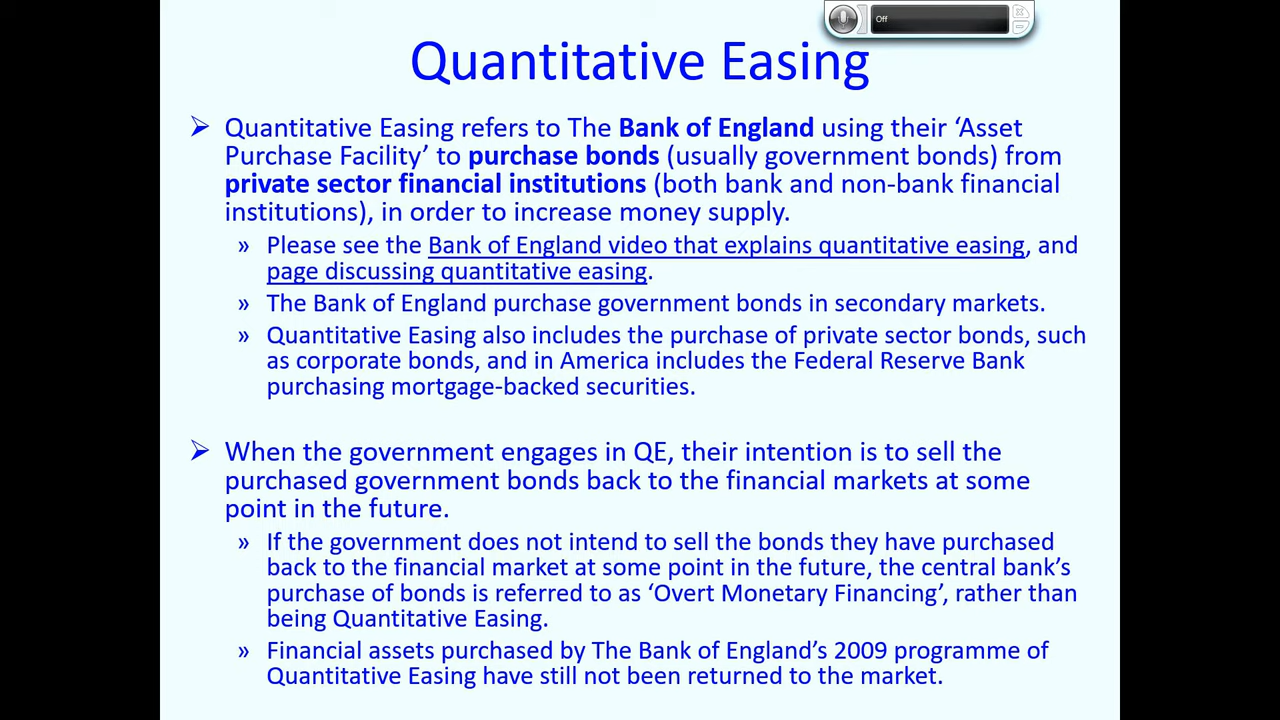 Off
Quantitative Easing
➢ Quantitative Easing refers to The Bank of England using their ‘Asset
Purchase Facility’ to purchase bonds (usually government bonds) from
private sector financial institutions (both bank and non-bank financial
institutions), in order to increase money supply.
» Please see the Bank of England video that explains quantitative easing, and
page discussing quantitative easing.
» The Bank of England purchase government bonds in secondary markets.
» Quantitative Easing also includes the purchase of private sector bonds, such
as corporate bonds, and in America includes the Federal Reserve Bank
purchasing mortgage-backed securities.
➢ When the government engages in QE, their intention is to sell the
purchased government bonds back to the financial markets at some
point in the future.
» If the government does not intend to sell the bonds they have purchased
back to the financial market at some point in the future, the central bank’s
purchase of bonds is referred to as ‘Overt Monetary Financing’, rather than
being Quantitative Easing.
» Financial assets purchased by The Bank of England’s 2009 programme of
Quantitative Easing have still not been returned to the market.